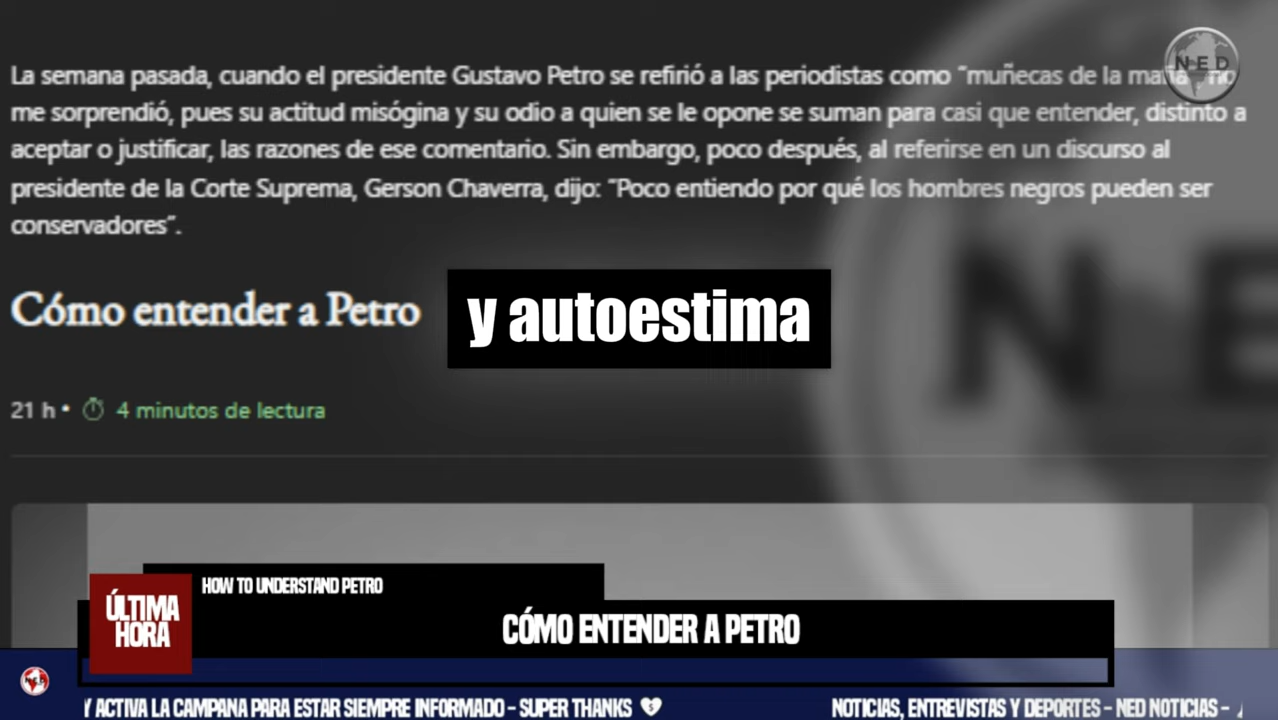 La semana pasada, cuando el presidente Gustavo Petro se refirió a las periodistas como “muñecas de la mafia” no
NED
me sorprendió, pues su actitud misógina y su odio a quien se le opone se suman para casi que entender, distinto a
aceptar o justificar, las razones de ese comentario. Sin embargo, poco después, al referirse en un discurso al
presidente de la Corte Suprema, Gerson Chaverra, dijo: “Poco entiendo por qué los hombres negros pueden ser
conservadores”.
Cómo entender a Petro
y autoestima
N E
21 h • 4 minutos de lectura
HOW TO UNDERSTAND PETRO
ÚLTIMA
HORA
CÓMO ENTENDER A PETRO
Y ACTIVA LA CAMPANA PARA ESTAR SIEMPRE INFORMADO - SUPER THANKS NOTICIAS, ENTREVISTAS Y DEPORTES - NED NOTICIAS -